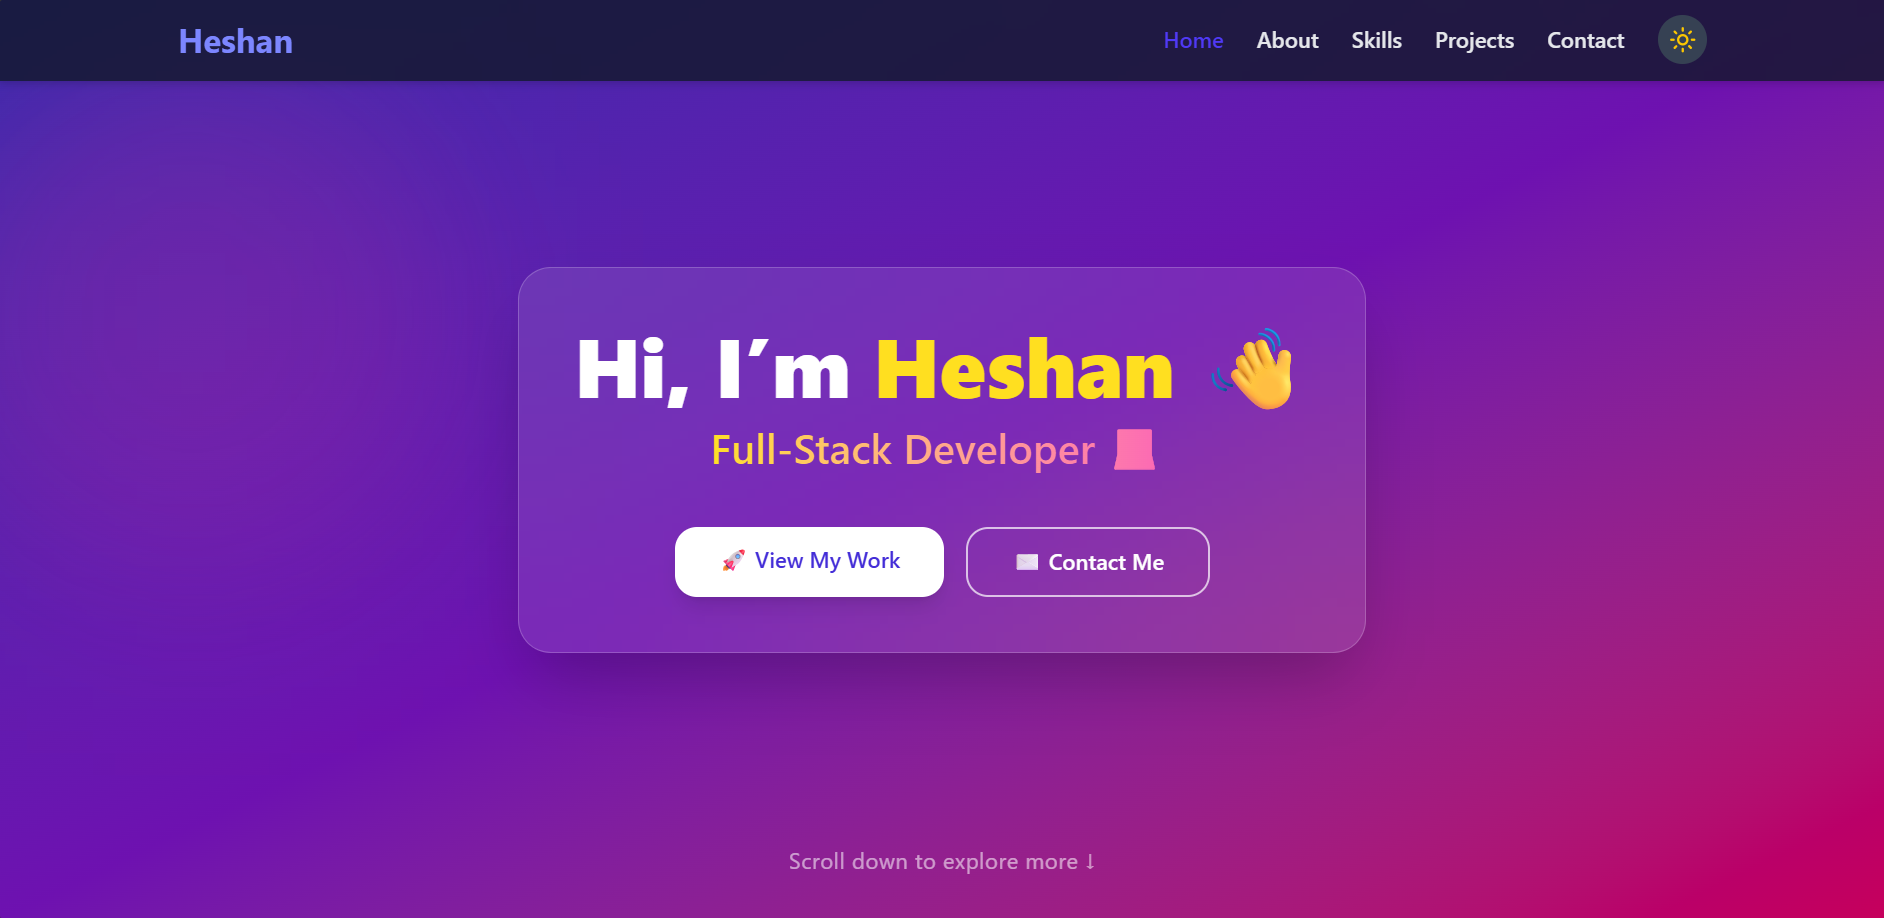 Heshan
Home About Skills Projects Contact
Hi, I’m Heshan 👋
Full-Stack Developer
🚀 View My Work
✉️ Contact Me
Scroll down to explore more ↓